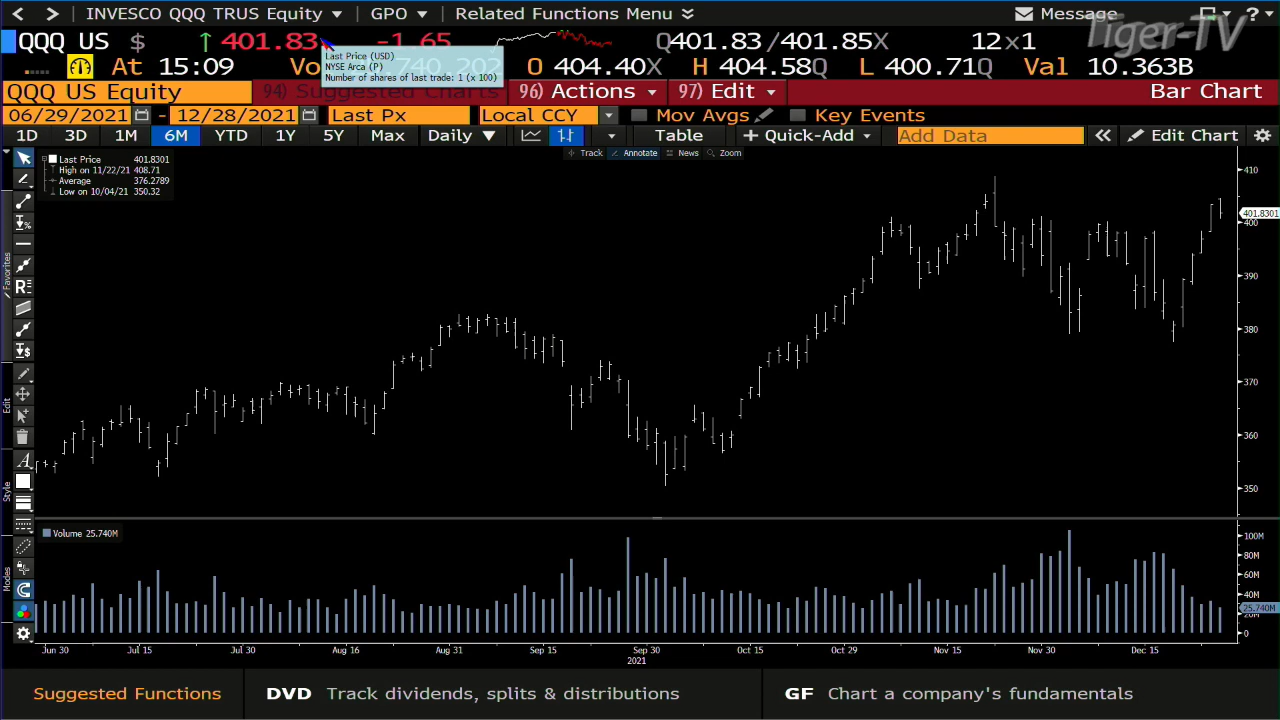 INVESCO QQQ TRUS Equity GPO Related Functions Menu Message ?
Tiger-TV
QQQ US $ ↑ 401.83 -1.65 Q401.83/401.85X 12×1
Last Price (USD)
NYSE Arca (P)
Number of shares of last trade: 1 (x 100)
At 15:09 O 404.40X H 404.58Q L 400.71Q Val 10.363B
QQQ US Equity 94) Suggested Charts 96) Actions 97) Edit Bar Chart
06/29/2021 - 12/28/2021 Last Px Local CCY Mov Avgs Key Events
1D 3D 1M 6M YTD 1Y 5Y Max Daily Table + Quick-Add Add Data « Edit Chart
Track Annotate News Zoom
Last Price 401.8301
High on 11/22/21 408.71
Average 376.2789
Low on 10/04/21 350.32
Favorites
Edit
Style
Modes
410
401.8301
400
390
380
370
360
350
Volume 25.740M
100M
80M
60M
40M
25.740M
20M
0
Jun 30 Jul 15 Jul 30 Aug 16 Aug 31 Sep 15 Sep 30 Oct 15 Oct 29 Nov 15 Nov 30 Dec 15
2021
Suggested Functions DVD Track dividends, splits & distributions GF Chart a company's fundamentals